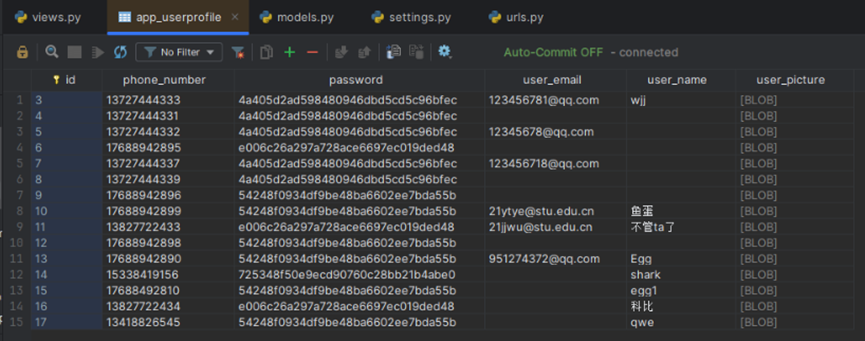 views.py app_userprofile models.py settings.py urls.py
No Filter Auto-Commit OFF - connected
id phone_number password user_email user_name user_picture
1 3 13727444333 4a405d2ad598480946dbd5cd5c96bfec 123456781@qq.com wjj [BLOB]
2 4 13727444331 4a405d2ad598480946dbd5cd5c96bfec [BLOB]
3 5 13727444332 4a405d2ad598480946dbd5cd5c96bfec 12345678@qq.com [BLOB]
4 6 17688942895 e006c26a297a728ace6697ec019ded48 [BLOB]
5 7 13727444337 4a405d2ad598480946dbd5cd5c96bfec 123456718@qq.com [BLOB]
6 8 13727444339 4a405d2ad598480946dbd5cd5c96bfec [BLOB]
7 9 17688942896 54248f0934df9be48ba6602ee7bda55b [BLOB]
8 10 17688942899 54248f0934df9be48ba6602ee7bda55b 21ytye@stu.edu.cn 鱼蛋 [BLOB]
9 11 13827722433 e006c26a297a728ace6697ec019ded48 21jjwu@stu.edu.cn 不管ta了 [BLOB]
10 12 17688942898 54248f0934df9be48ba6602ee7bda55b [BLOB]
11 13 17688942890 54248f0934df9be48ba6602ee7bda55b 951274372@qq.com Egg [BLOB]
12 14 15338419156 725348f50e9ecd90760c28bb21b4abe0 shark [BLOB]
13 15 17688492810 54248f0934df9be48ba6602ee7bda55b egg1 [BLOB]
14 16 13827722434 e006c26a297a728ace6697ec019ded48 科比 [BLOB]
15 17 13418826545 54248f0934df9be48ba6602ee7bda55b qwe [BLOB]